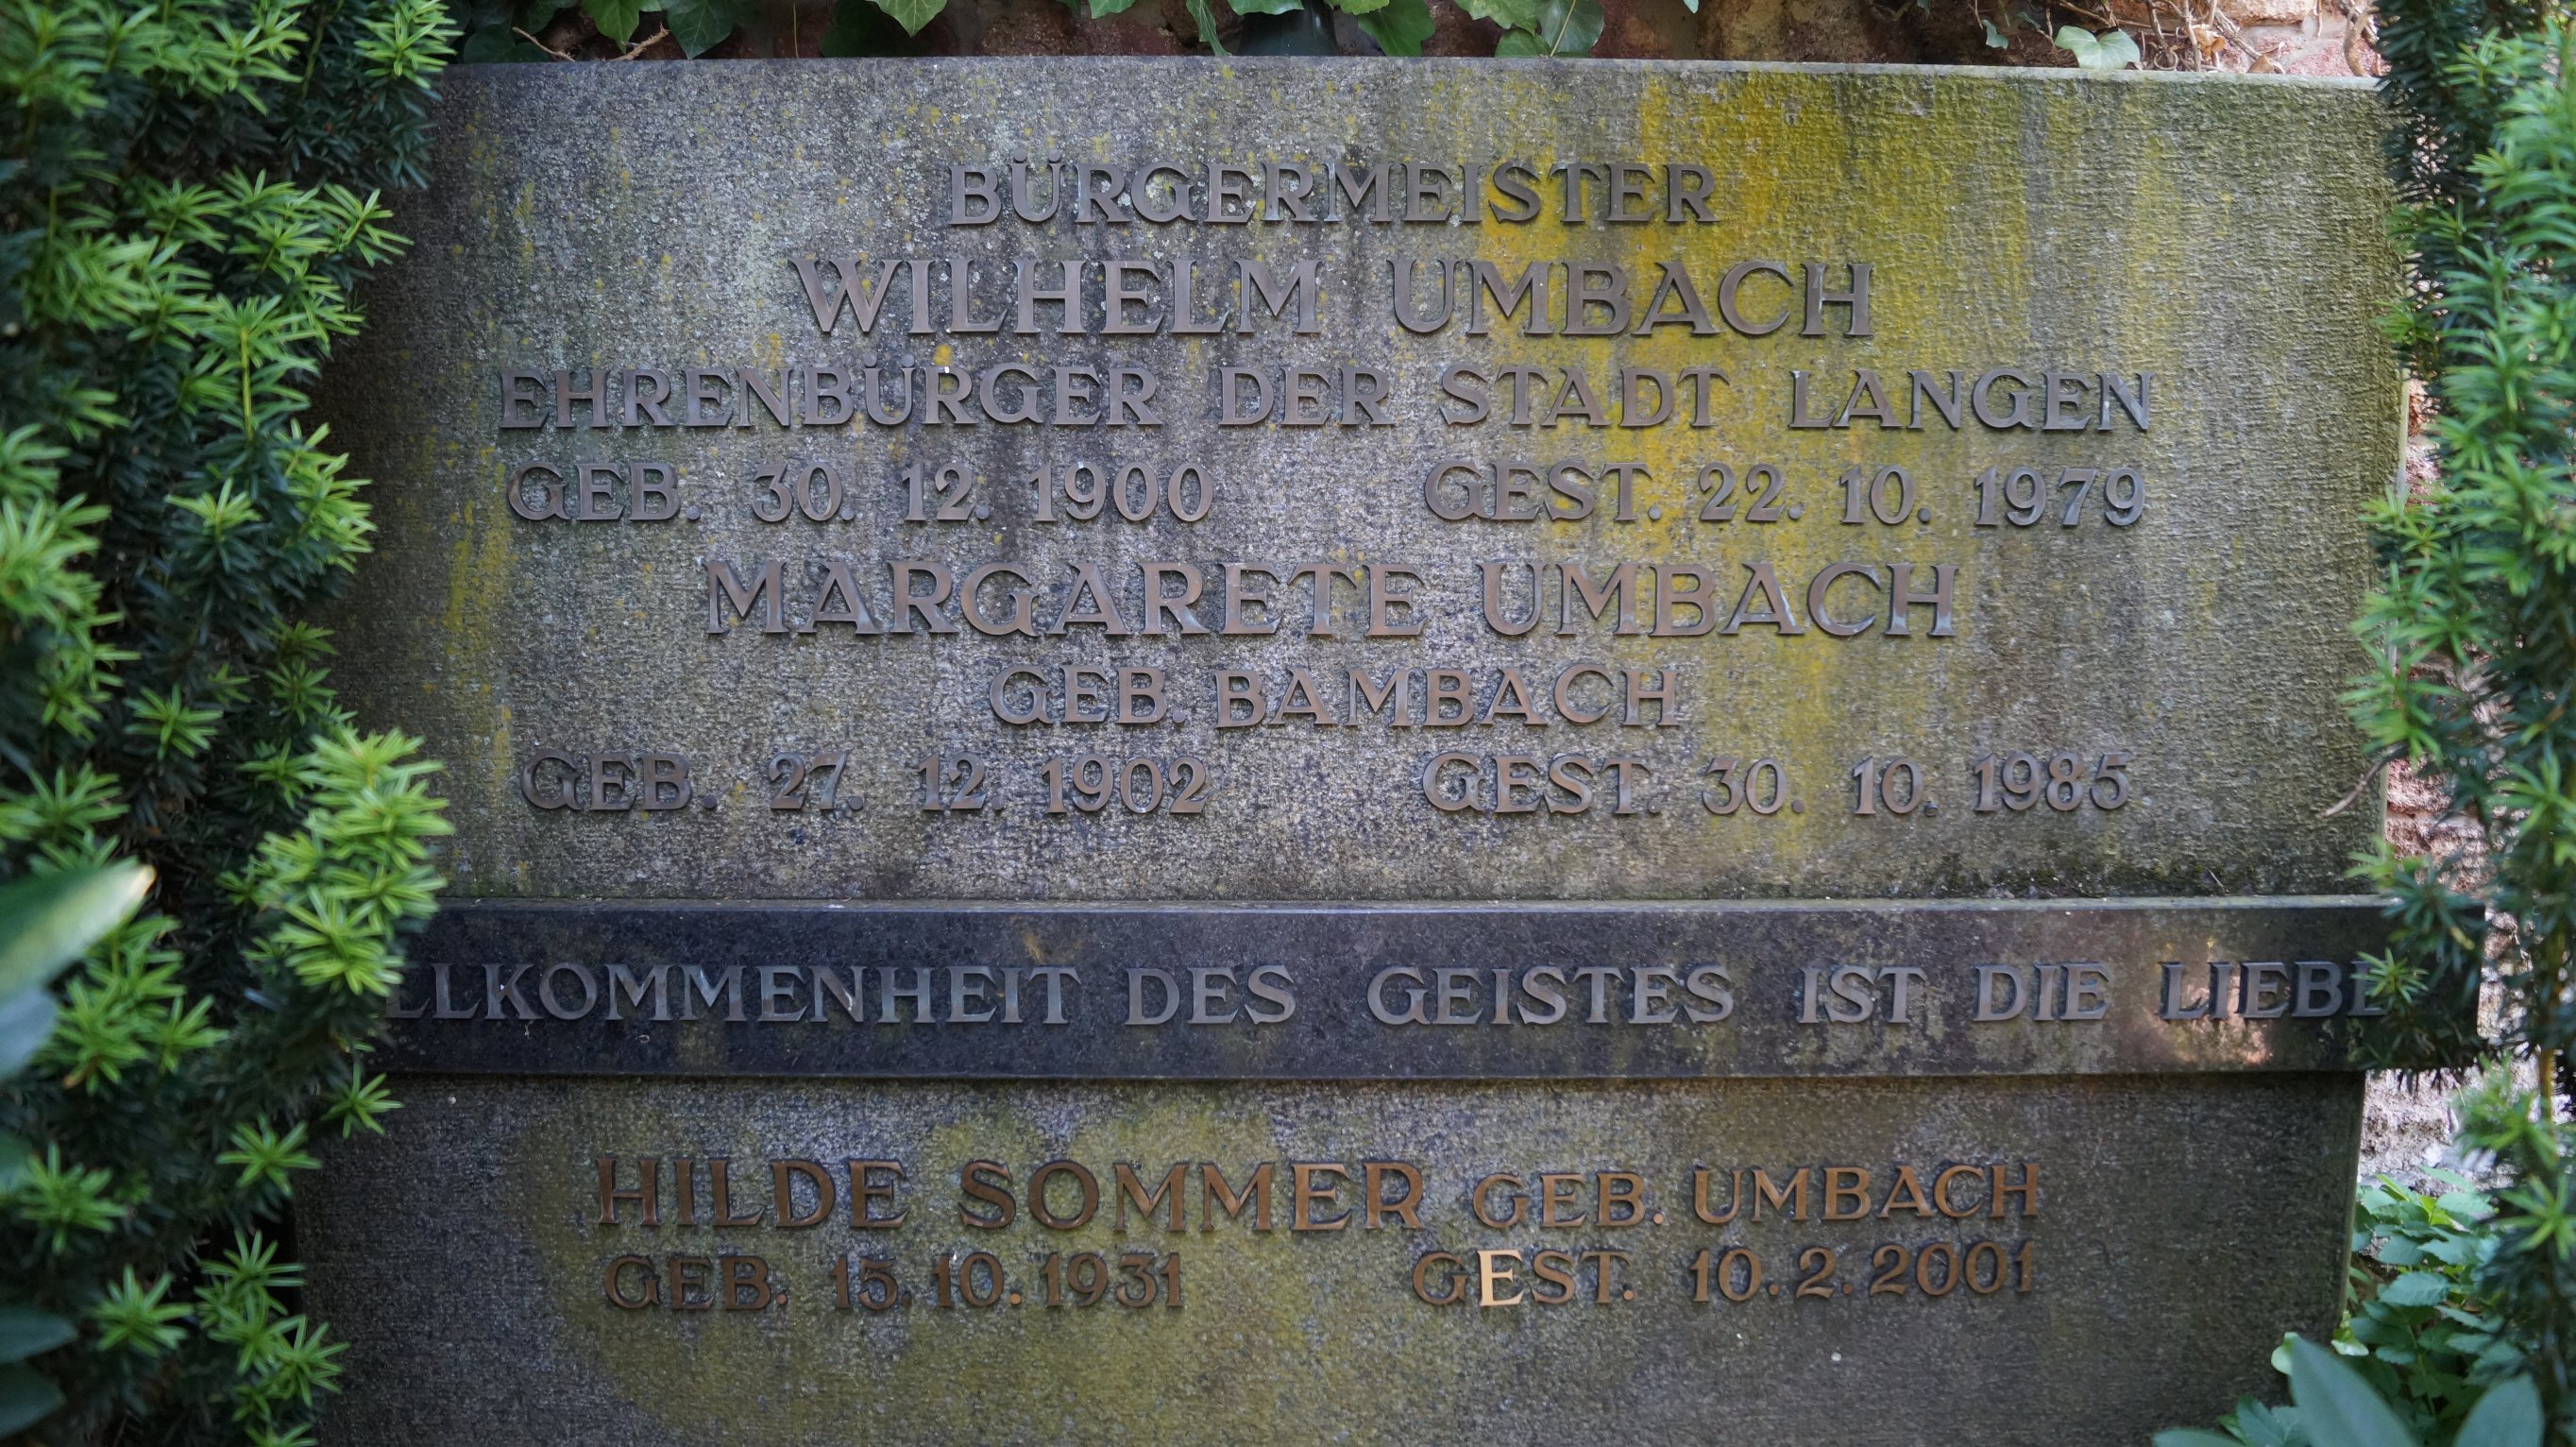 BÜRGERMEISTER
WILHELM UMBACH
EHRENBÜRGER DER STADT LANGEN
GEB. 30. 12. 1900 GEST. 22. 10. 1979
MARGARETE UMBACH
GEB. BAMBACH
GEB. 27. 12. 1902 GEST. 30. 10. 1985
LLKOMMENHEIT DES GEISTES IST DIE LIEBE
HILDE SOMMER GEB. UMBACH
GEB. 15. 10. 1931 GEST. 10. 2. 2001